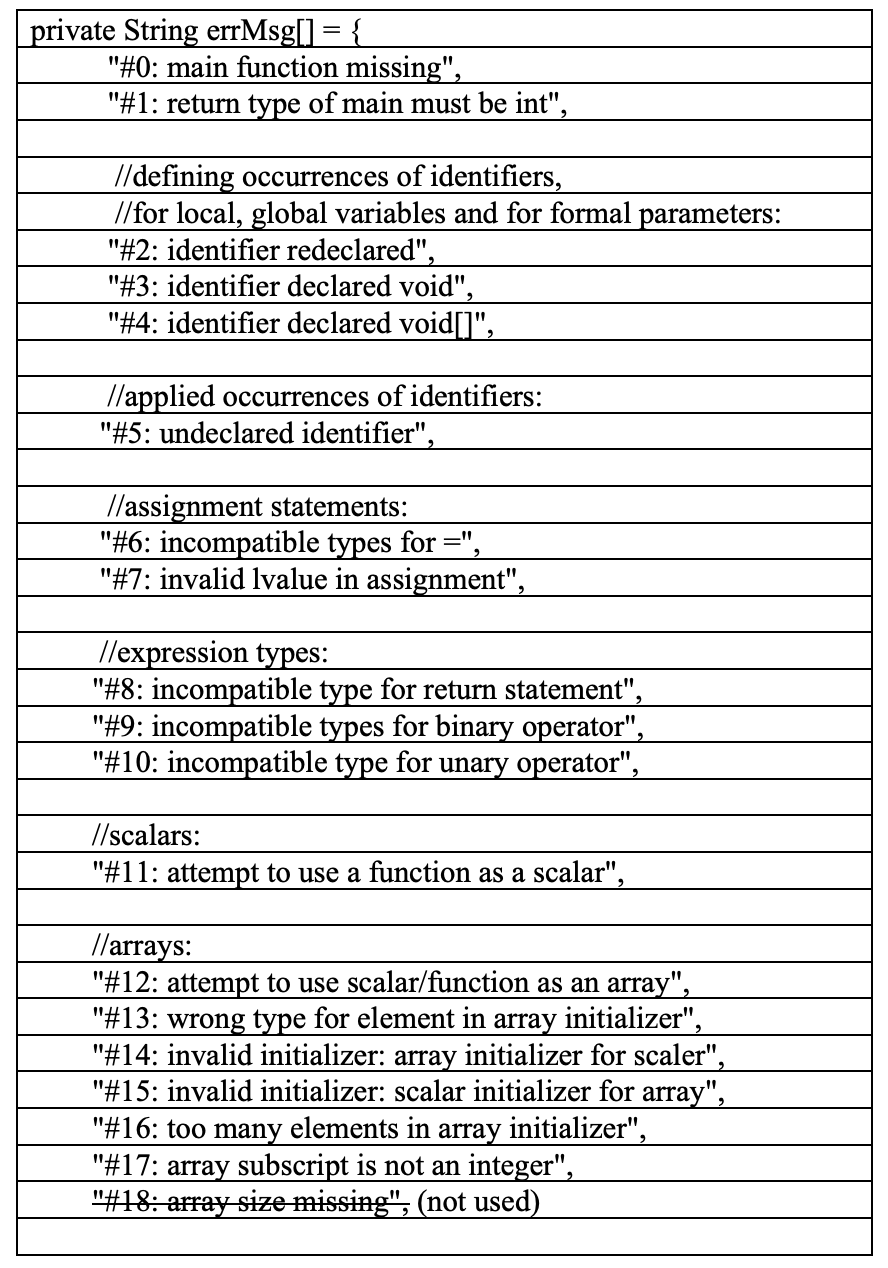 private String errMsg[] = {
"#0: main function missing",
"#1: return type of main must be int",
//defining occurrences of identifiers,
//for local, global variables and for formal parameters:
"#2: identifier redeclared",
"#3: identifier declared void",
"#4: identifier declared void[]",
//applied occurrences of identifiers:
"#5: undeclared identifier",
//assignment statements:
"#6: incompatible types for =",
"#7: invalid lvalue in assignment",
//expression types:
"#8: incompatible type for return statement",
"#9: incompatible types for binary operator",
"#10: incompatible type for unary operator",
//scalars:
"#11: attempt to use a function as a scalar",
//arrays:
"#12: attempt to use scalar/function as an array",
"#13: wrong type for element in array initializer",
"#14: invalid initializer: array initializer for scaler",
"#15: invalid initializer: scalar initializer for array",
"#16: too many elements in array initializer",
"#17: array subscript is not an integer",
"#18: array size missing", (not used)